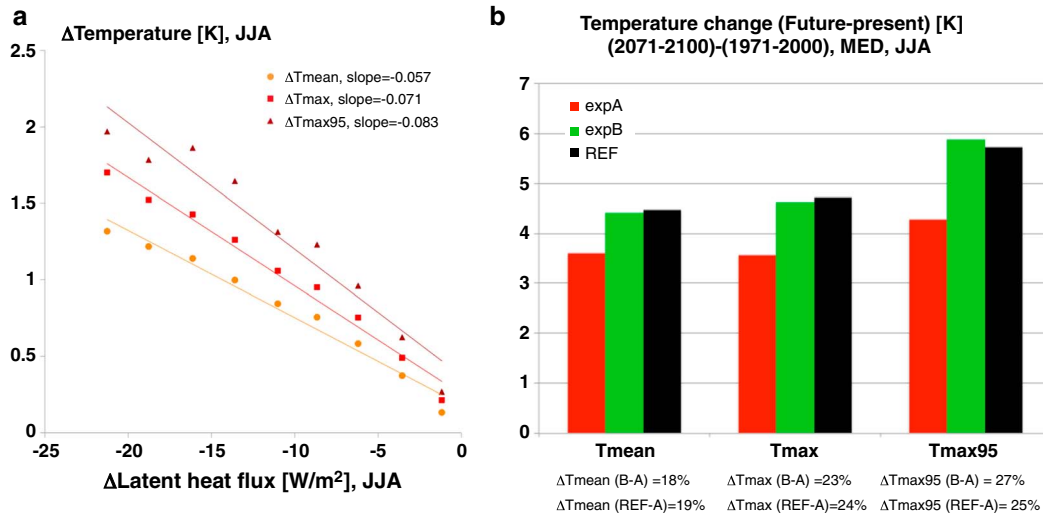 a
ΔTemperature [K], JJA
2.5
2
1.5
1
0.5
0
ΔTmean, slope=-0.057
ΔTmax, slope=-0.071
ΔTmax95, slope=-0.083
-25
-20
-15
-10
-5
0
ΔLatent heat flux [W/m²], JJA
b
Temperature change (Future-present) [K]
(2071-2100)-(1971-2000), MED, JJA
7
6
5
4
3
2
1
0
expA
expB
REF
Tmean
Tmax
Tmax95
ΔTmean (B-A) =18%
ΔTmax (B-A) =23%
ΔTmax95 (B-A) = 27%
ΔTmean (REF-A)=19%
ΔTmax (REF-A)=24%
ΔTmax95 (REF-A)= 25%